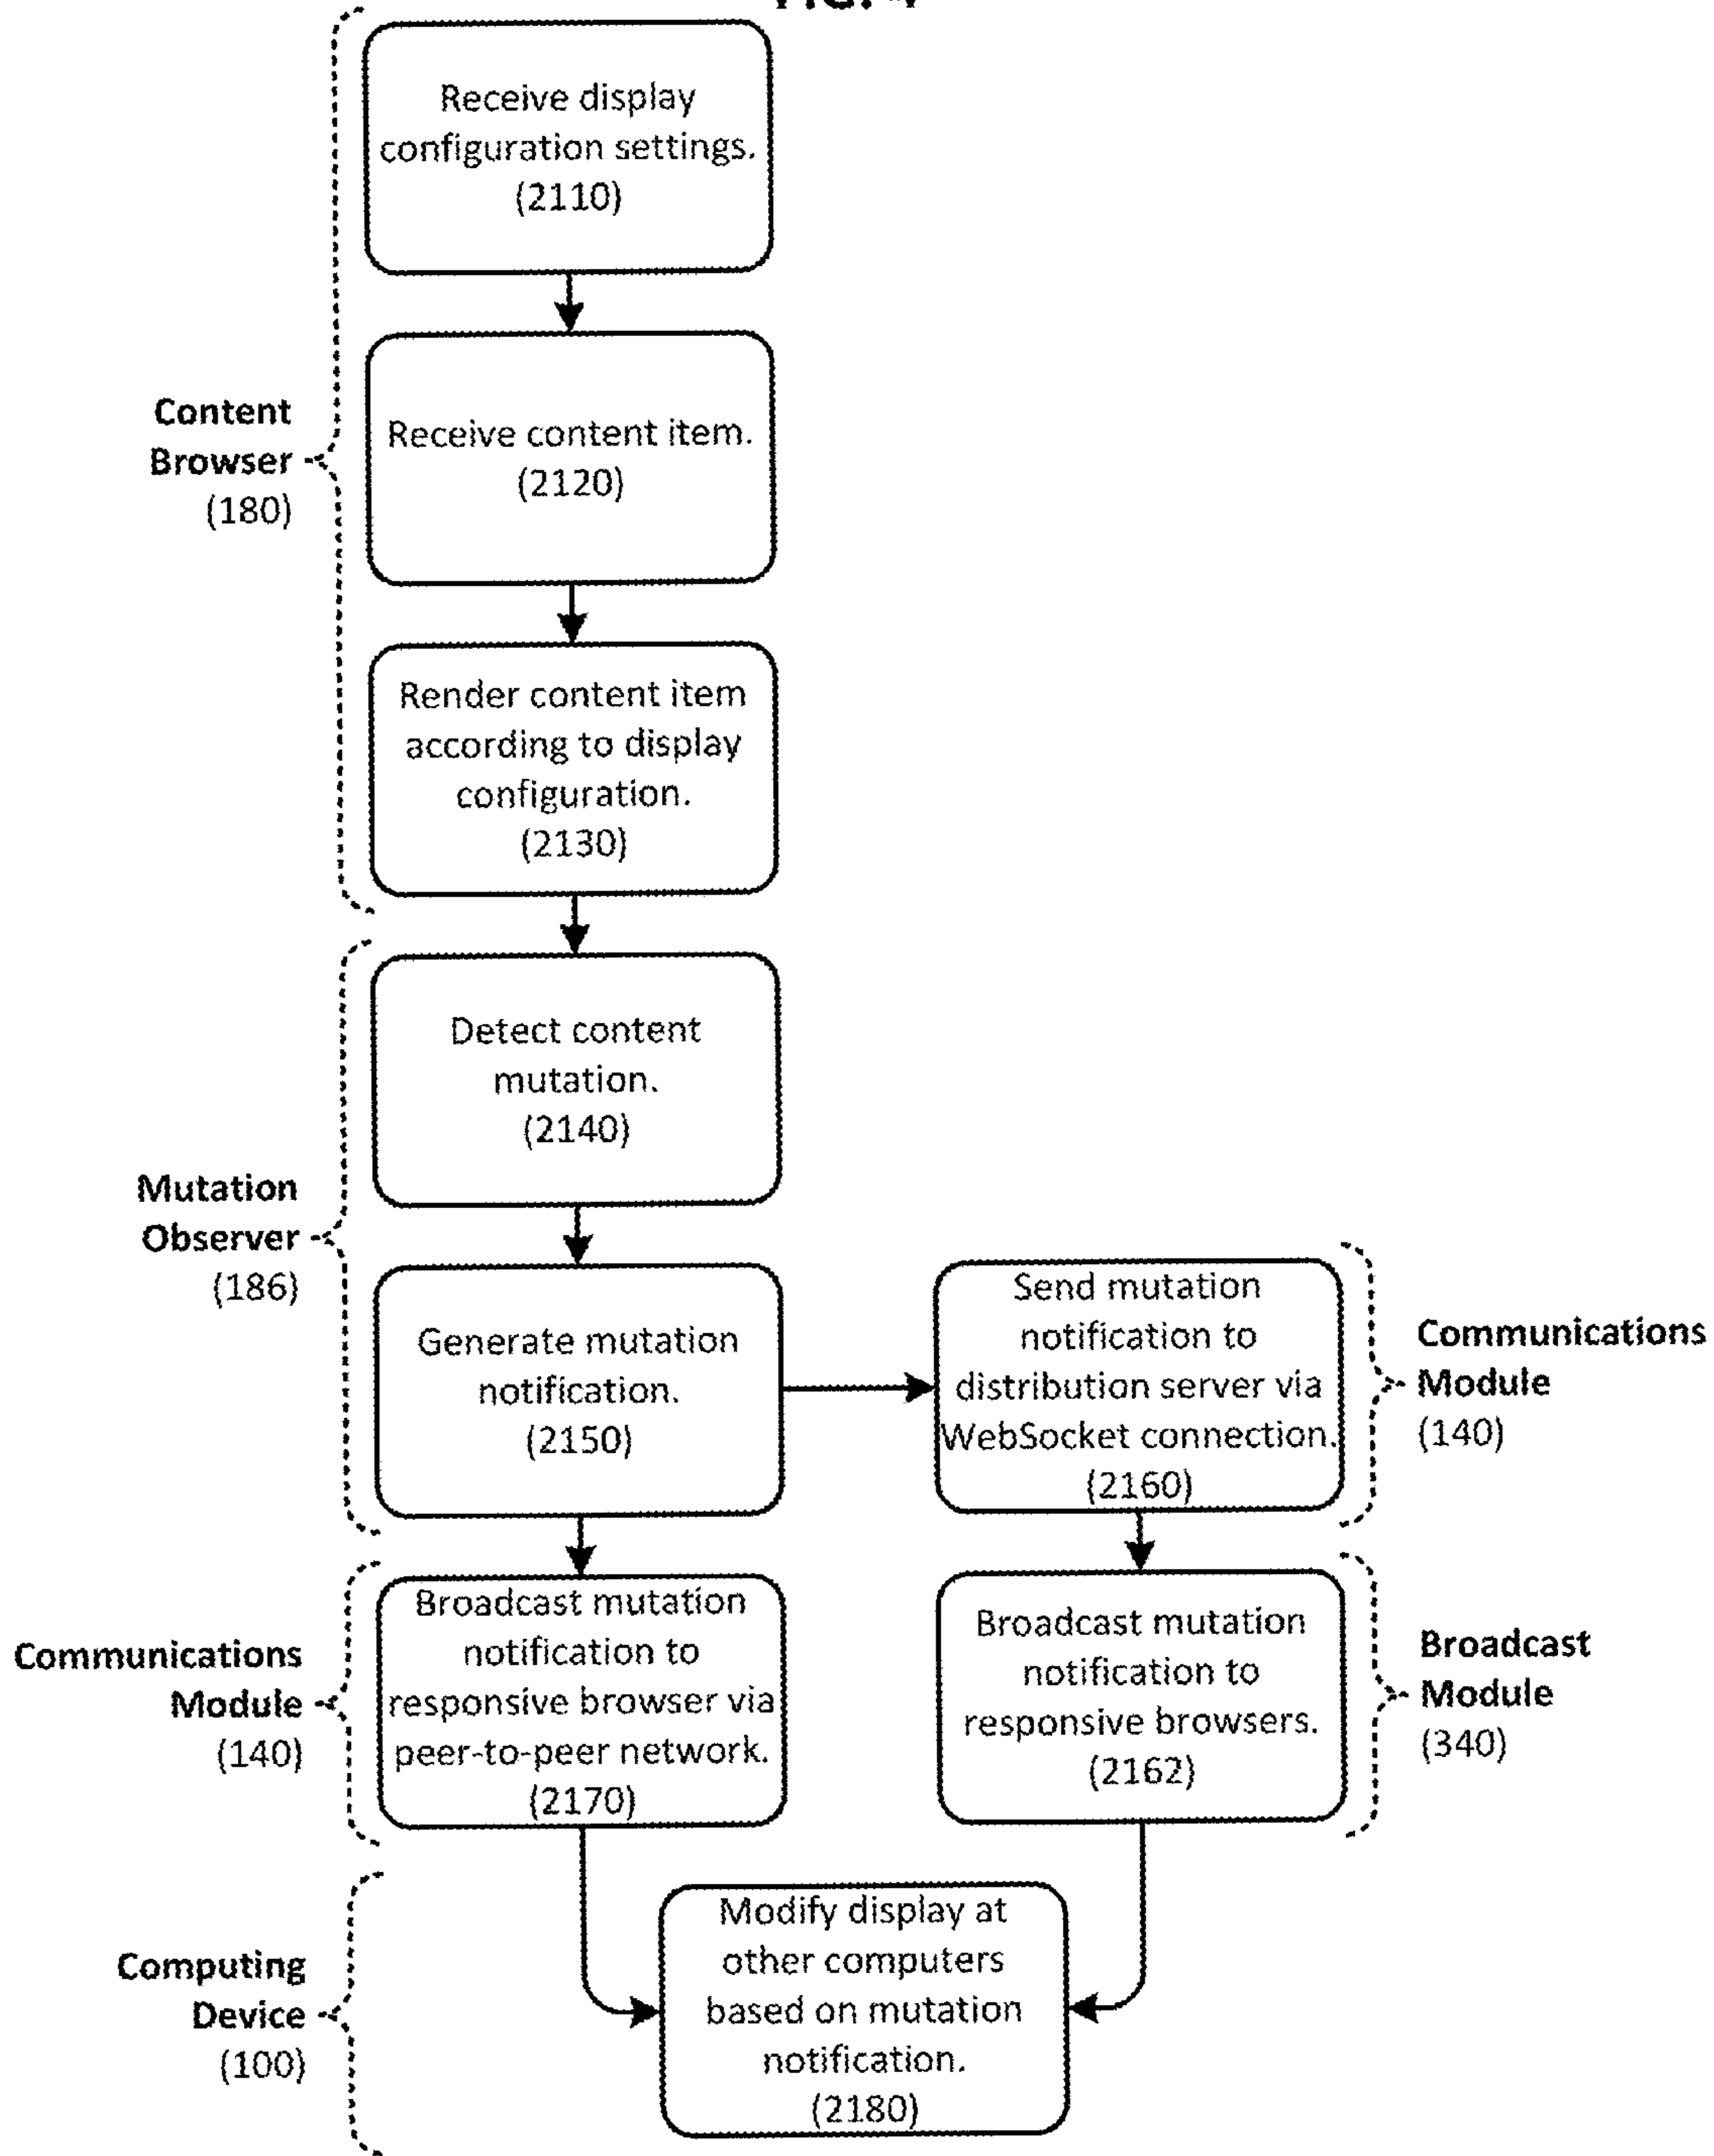 Receive display
configuration settings.
(2110)
Content
Browser
(180)
Receive content item.
(2120)
Render content item
according to display
configuration.
(2130)
Mutation
Observer
(186)
Detect content
mutation.
(2140)
Generate mutation
notification.
(2150)
Send mutation
notification to
distribution server via
WebSocket connection.
(2160)
Communications
Module
(140)
Communications
Module
(140)
Broadcast mutation
notification to
responsive browser via
peer-to-peer network.
(2170)
Broadcast mutation
notification to
responsive browsers.
(2162)
Broadcast
Module
(340)
Computing
Device
(100)
Modify display at
other computers
based on mutation
notification.
(2180)